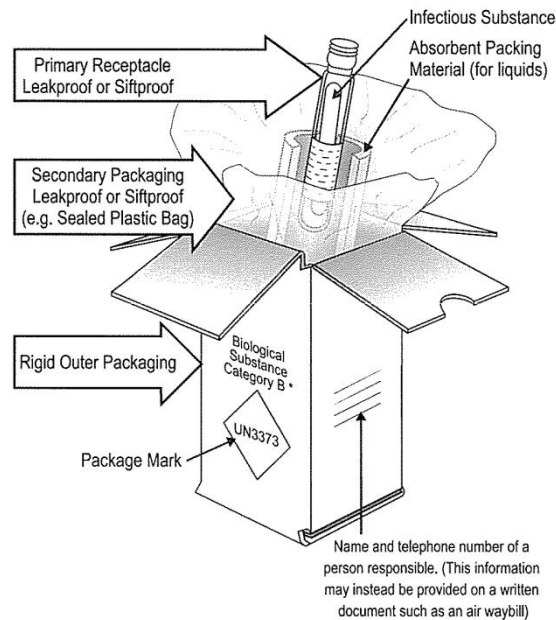 Infectious Substance
Absorbent Packing
Material (for liquids)
Primary Receptacle
Leakproof or Siftproof
Secondary Packaging
Leakproof or Siftproof
(e.g. Sealed Plastic Bag)
Rigid Outer Packaging
Biological
Substance
Category B *
UN3373
Package Mark
Name and telephone number of a
person responsible. (This information
may instead be provided on a written
document such as an air waybill)